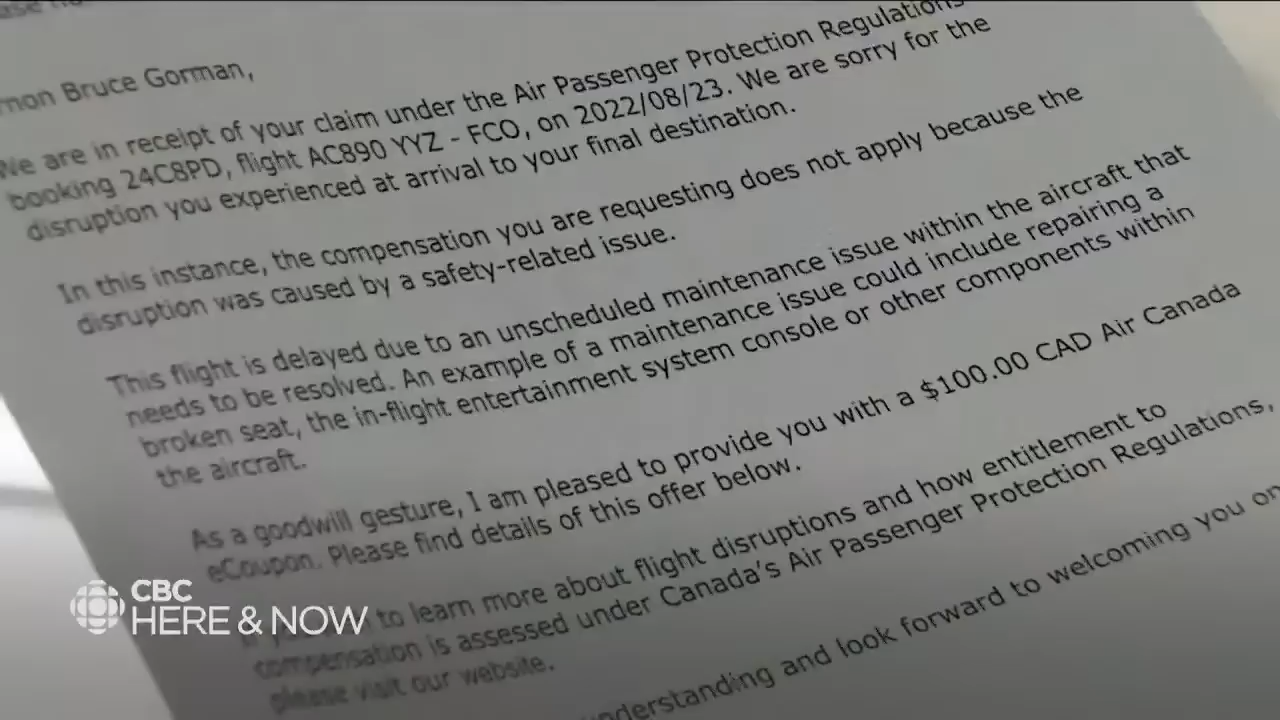 mon Bruce Gorman,
We are in receipt of your claim under the Air Passenger Protection Regulations
booking 24C8PD, flight AC890 YYZ - FCO, on 2022/08/23. We are sorry for the
disruption you experienced at arrival to your final destination.
In this instance, the compensation you are requesting does not apply because the
disruption was caused by a safety-related issue.
This flight is delayed due to an unscheduled maintenance issue within the aircraft that
needs to be resolved. An example of a maintenance issue could include repairing a
broken seat, the in-flight entertainment system console or other components within
the aircraft.
As a goodwill gesture, I am pleased to provide you with a $100.00 CAD Air Canada
eCoupon. Please find details of this offer below.
to learn more about flight disruptions and how entitlement to
compensation is assessed under Canada's Air Passenger Protection Regulations,
please visit our website.
understanding and look forward to welcoming you on
CBC
HERE & NOW